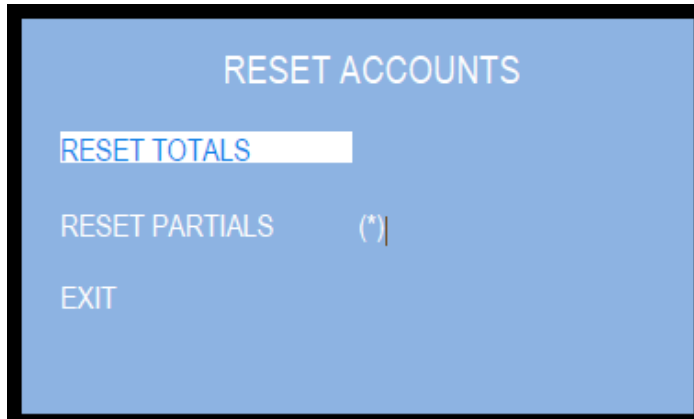 RESET ACCOUNTS
RESET TOTALS
RESET PARTIALS (*)
EXIT